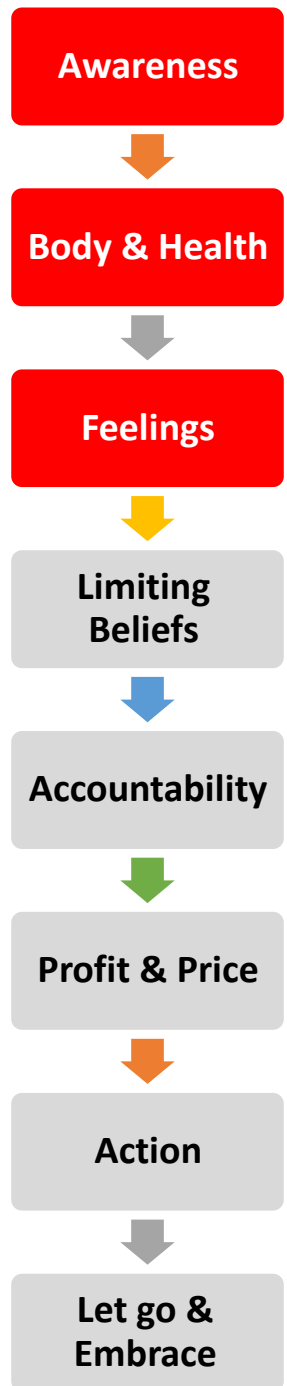 Awareness
Body & Health
Feelings
Limiting
Beliefs
Accountability
Profit & Price
Action
Let go &
Embrace